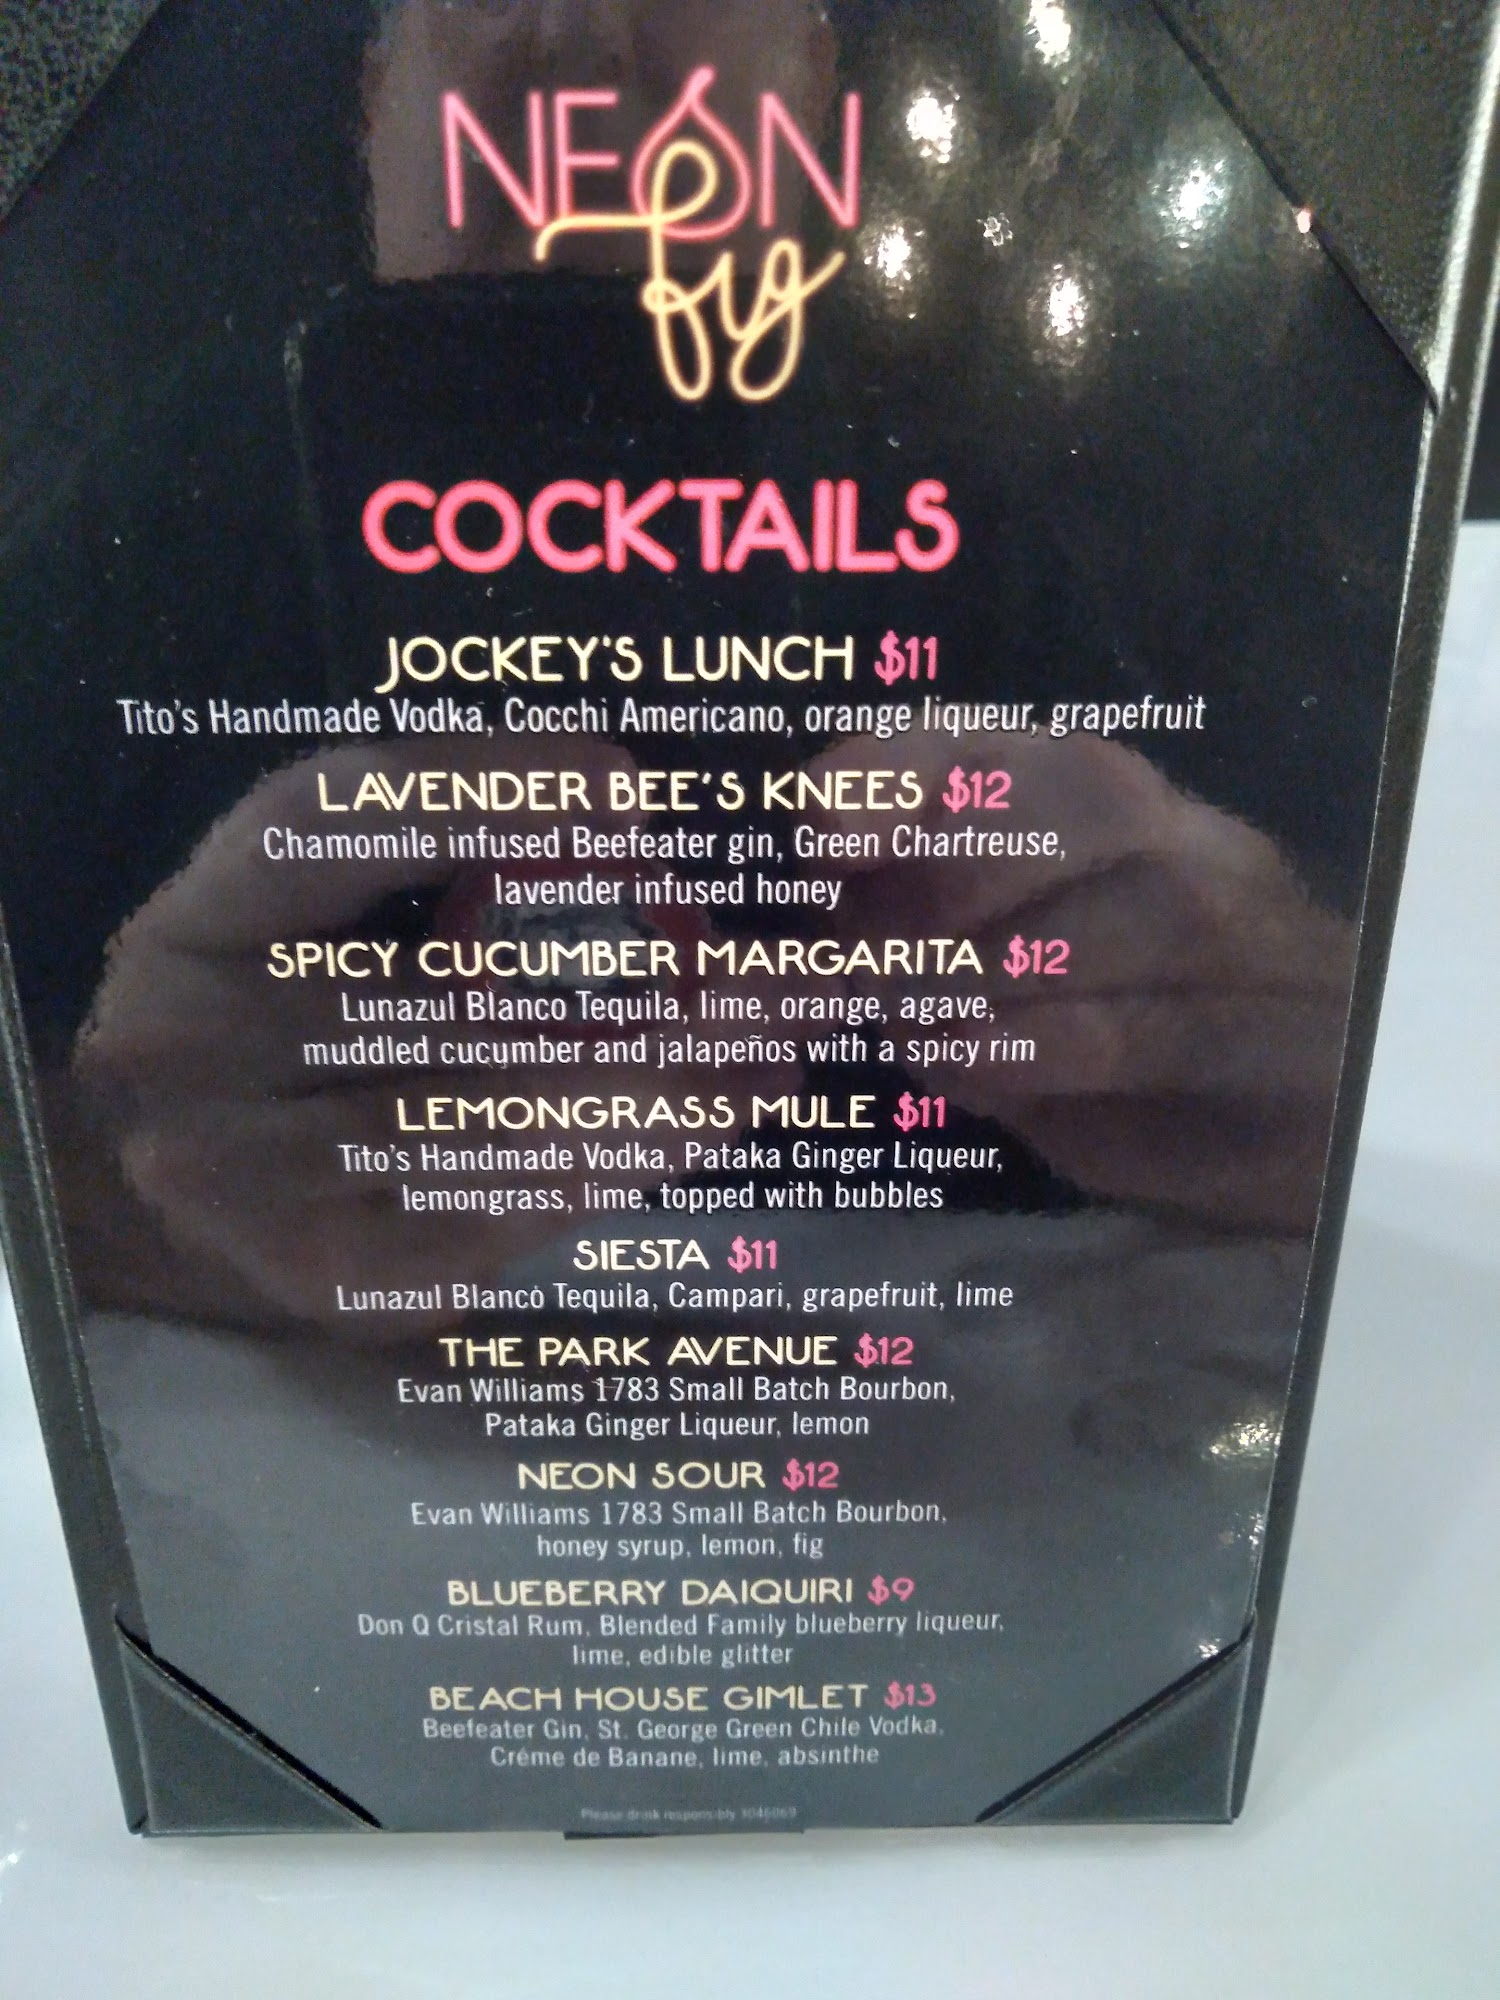 NEON
fig
COCKTAILS
JOCKEY'S LUNCH $11
Tito's Handmade Vodka, Cocchi Americano, orange liqueur, grapefruit
LAVENDER BEE'S KNEES $12
Chamomile infused Beefeater gin, Green Chartreuse,
lavender infused honey
SPICY CUCUMBER MARGARITA $12
Lunazul Blanco Tequila, lime, orange, agave,
muddled cucumber and jalapeños with a spicy rim
LEMONGRASS MULE $11
Tito's Handmade Vodka, Pataka Ginger Liqueur,
lemongrass, lime, topped with bubbles
SIESTA $11
Lunazul Blanco Tequila, Campari, grapefruit, lime
THE PARK AVENUE $12
Evan Williams 1783 Small Batch Bourbon,
Pataka Ginger Liqueur, lemon
NEON SOUR $12
Evan Williams 1783 Small Batch Bourbon,
honey syrup, lemon, fig
BLUEBERRY DAIQUIRI $9
Don Q Cristal Rum, Blended Family blueberry liqueur,
lime, edible glitter
BEACH HOUSE GIMLET $13
Beefeater Gin, St. George Green Chile Vodka,
Créme de Banane, lime, absinthe
Please drink responsibly